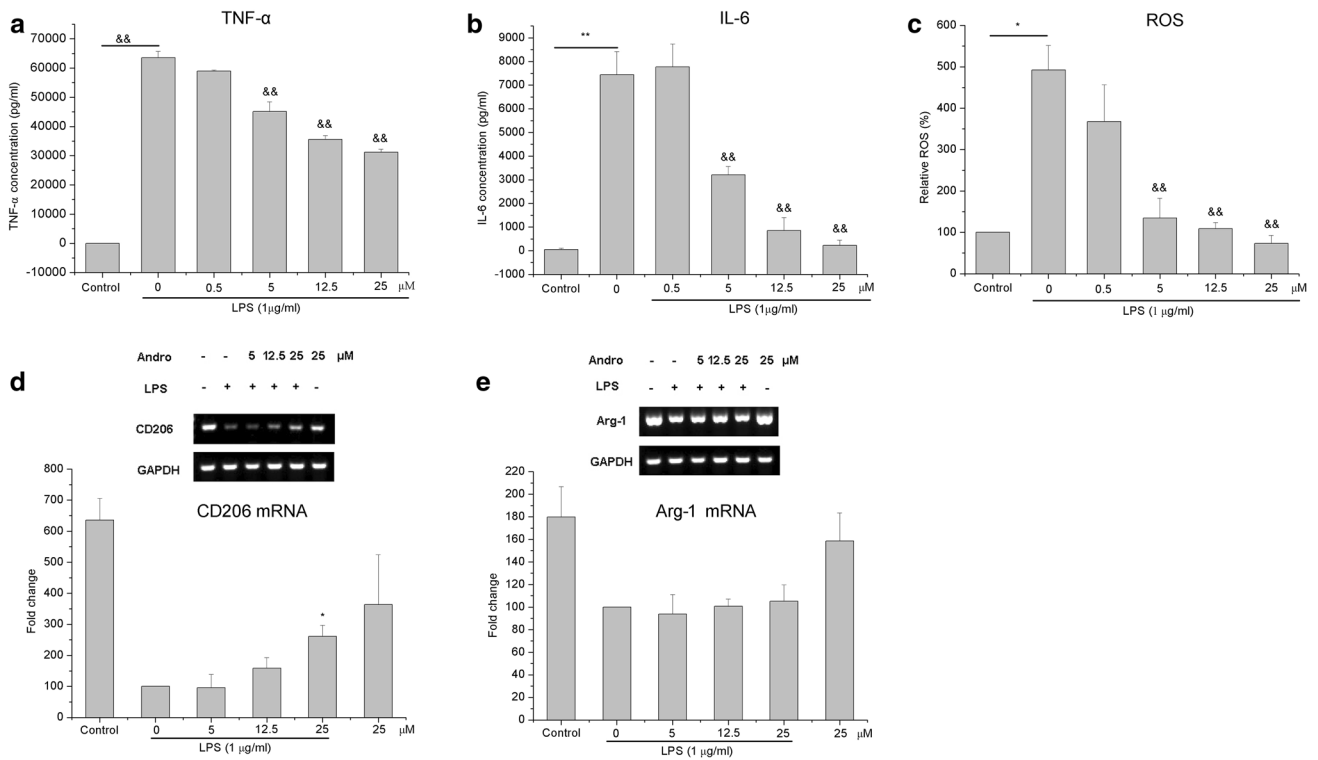 a
TNF-α
TNF-α concentration (pg/ml)
70000
60000
50000
40000
30000
20000
10000
0
-10000
&&
&&
&&
&&
Control 0 0.5 5 12.5 25 μM
LPS (1μg/ml)
b
IL-6
IL-6 concentration (pg/ml)
9000
8000
7000
6000
5000
4000
3000
2000
1000
0
-1000
**
&&
&&
&&
Control 0 0.5 5 12.5 25 μM
LPS (1μg/ml)
c
ROS
Relative ROS (%)
600
500
400
300
200
100
0
*
&&
&&
&&
Control 0 0.5 5 12.5 25 μM
LPS (1 μg/ml)
d
Andro - - 5 12.5 25 25 μM
LPS - + + + + -
CD206
GAPDH
CD206 mRNA
Fold change
800
700
600
500
400
300
200
100
0
*
Control 0 5 12.5 25 25 μM
LPS (1 μg/ml)
e
Andro - - 5 12.5 25 25 μM
LPS - + + + + -
Arg-1
GAPDH
Arg-1 mRNA
Fold change
220
200
180
160
140
120
100
80
60
40
20
0
Control 0 5 12.5 25 25 μM
LPS (1 μg/ml)